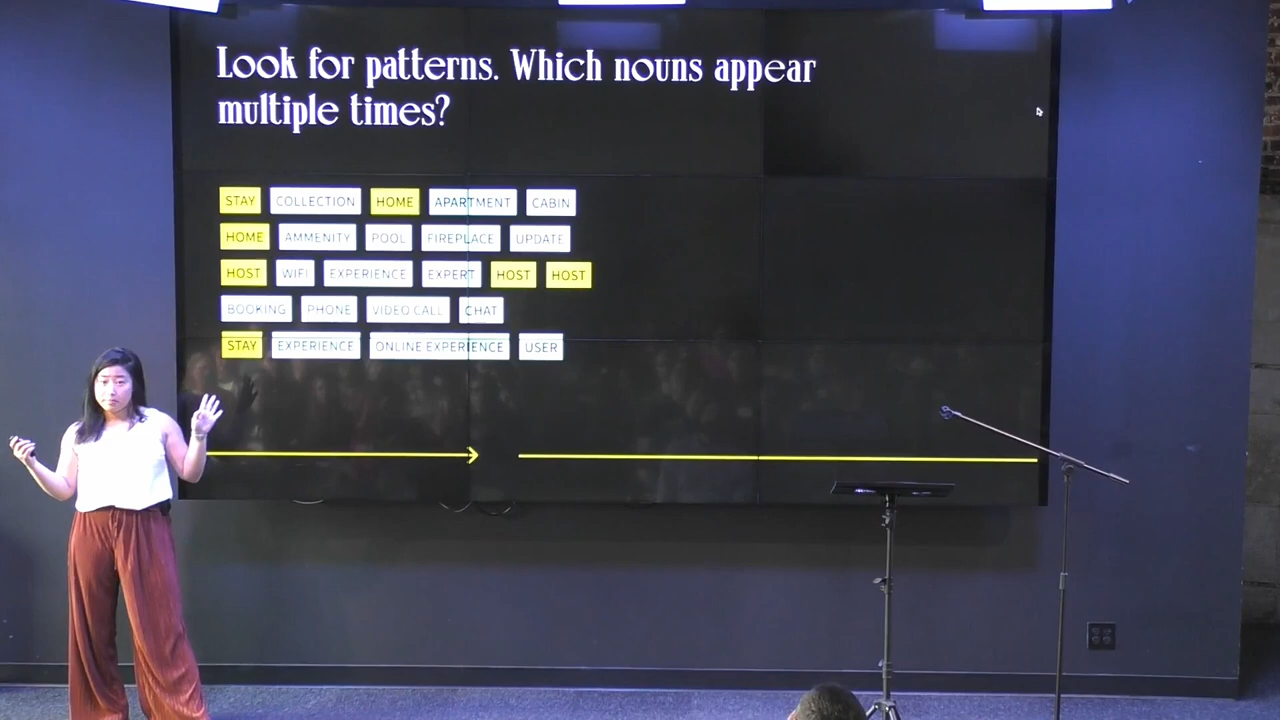 Look for patterns. Which nouns appear
multiple times?
STAY COLLECTION HOME APARTMENT CABIN
HOME AMMENITY POOL FIREPLACE UPDATE
HOST WIFI EXPERIENCE EXPERT HOST HOST
BOOKING PHONE VIDEO CALL CHAT
STAY EXPERIENCE ONLINE EXPERIENCE USER